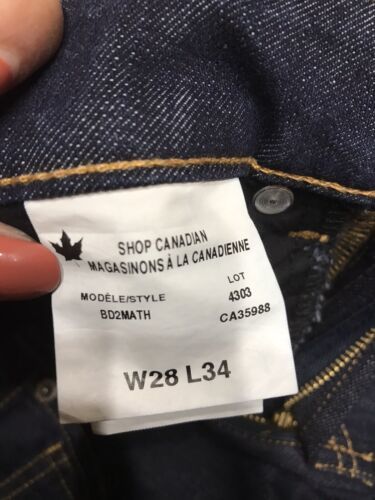 SHOP CANADIAN
MAGASINONS À LA CANADIENNE
MODÈLE/STYLE
BD2MATH
LOT
4303
CA35988
W28 L34